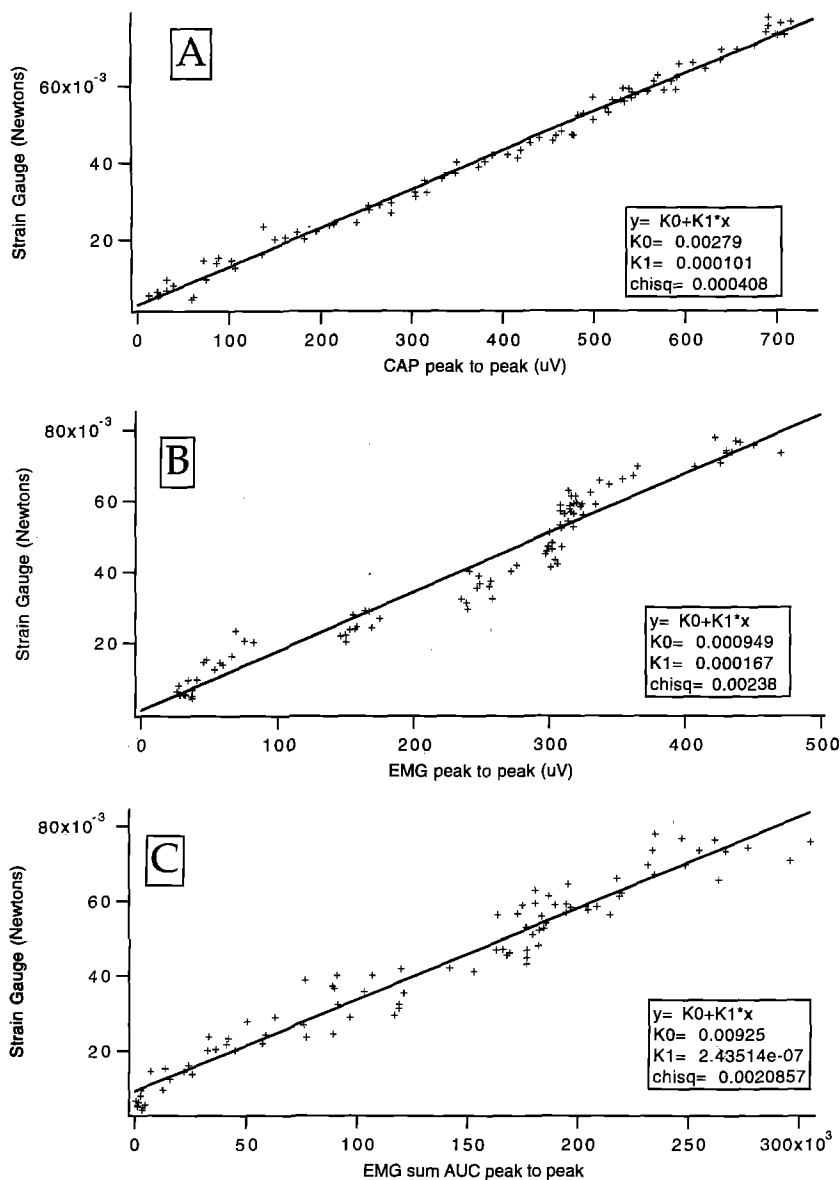 A
Strain Gauge (Newtons)
60x10-3
40
20
y= K0+K1*x
K0= 0.00279
K1= 0.000101
chisq= 0.000408
0 100 200 300 400 500 600 700
CAP peak to peak (uV)
B
Strain Gauge (Newtons)
80x10-3
60
40
20
y= K0+K1*x
K0= 0.000949
K1= 0.000167
chisq= 0.00238
0 100 200 300 400 500
EMG peak to peak (uV)
C
Strain Gauge (Newtons)
80x10-3
60
40
20
y= K0+K1*x
K0= 0.00925
K1= 2.43514e-07
chisq= 0.0020857
0 50 100 150 200 250 300x103
EMG sum AUC peak to peak